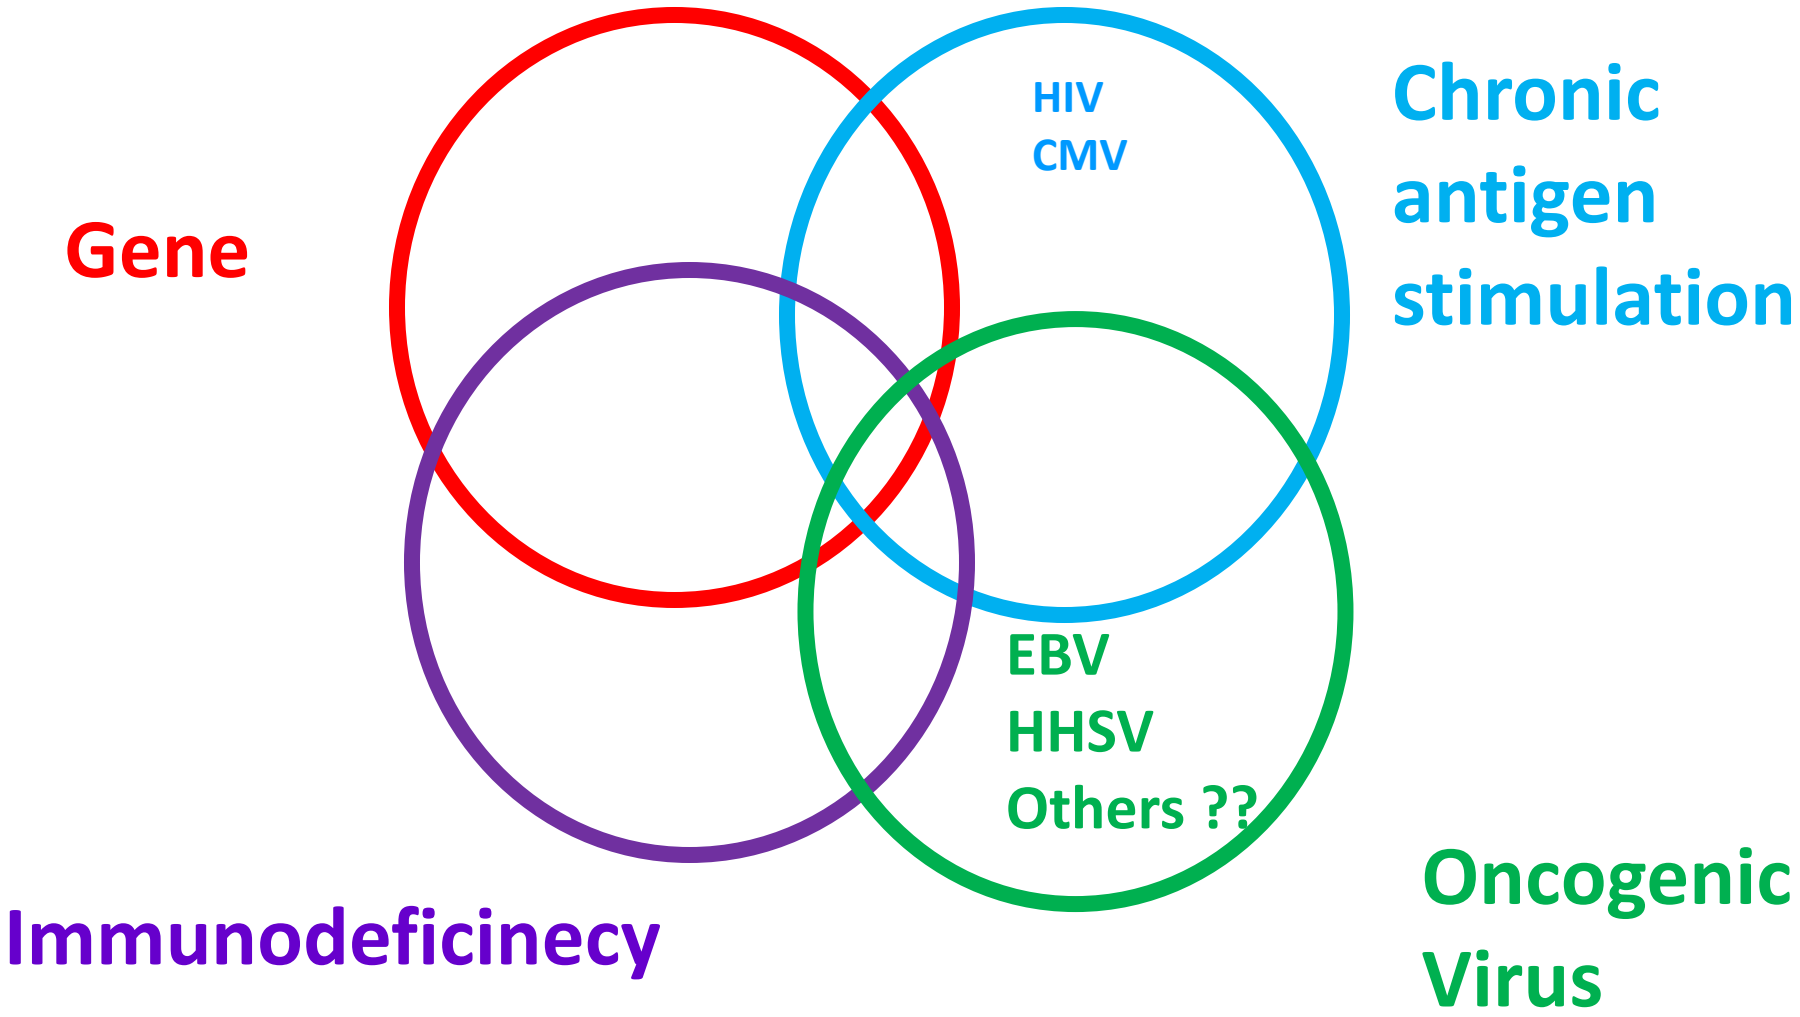 HIV
CMV
Chronic
antigen
stimulation
Gene
EBV
HHSV
Others ??
Immunodeficinecy
Oncogenic
Virus